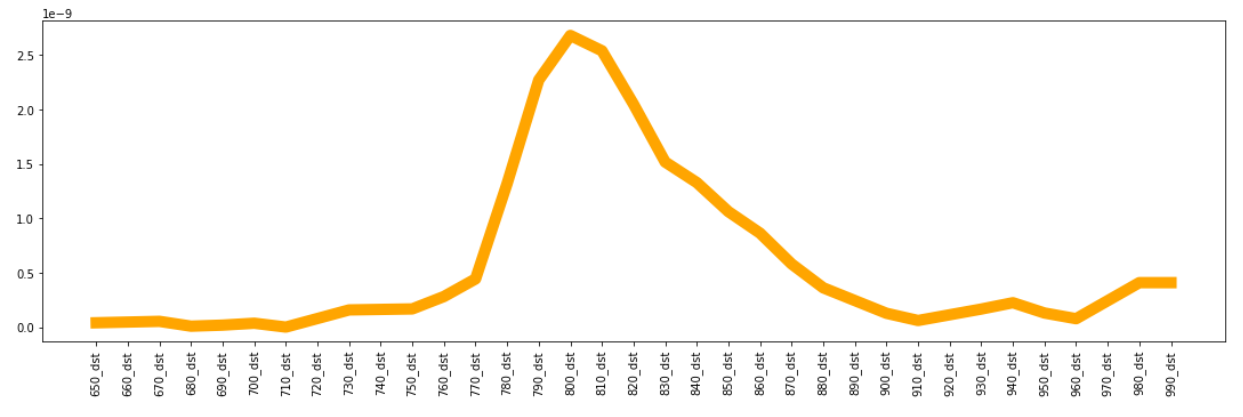 1e−9
2.5
2.0
1.5
1.0
0.5
0.0
650_dst
660_dst
670_dst
680_dst
690_dst
700_dst
710_dst
720_dst
730_dst
740_dst
750_dst
760_dst
770_dst
780_dst
790_dst
800_dst
810_dst
820_dst
830_dst
840_dst
850_dst
860_dst
870_dst
880_dst
890_dst
900_dst
910_dst
920_dst
930_dst
940_dst
950_dst
960_dst
970_dst
980_dst
990_dst